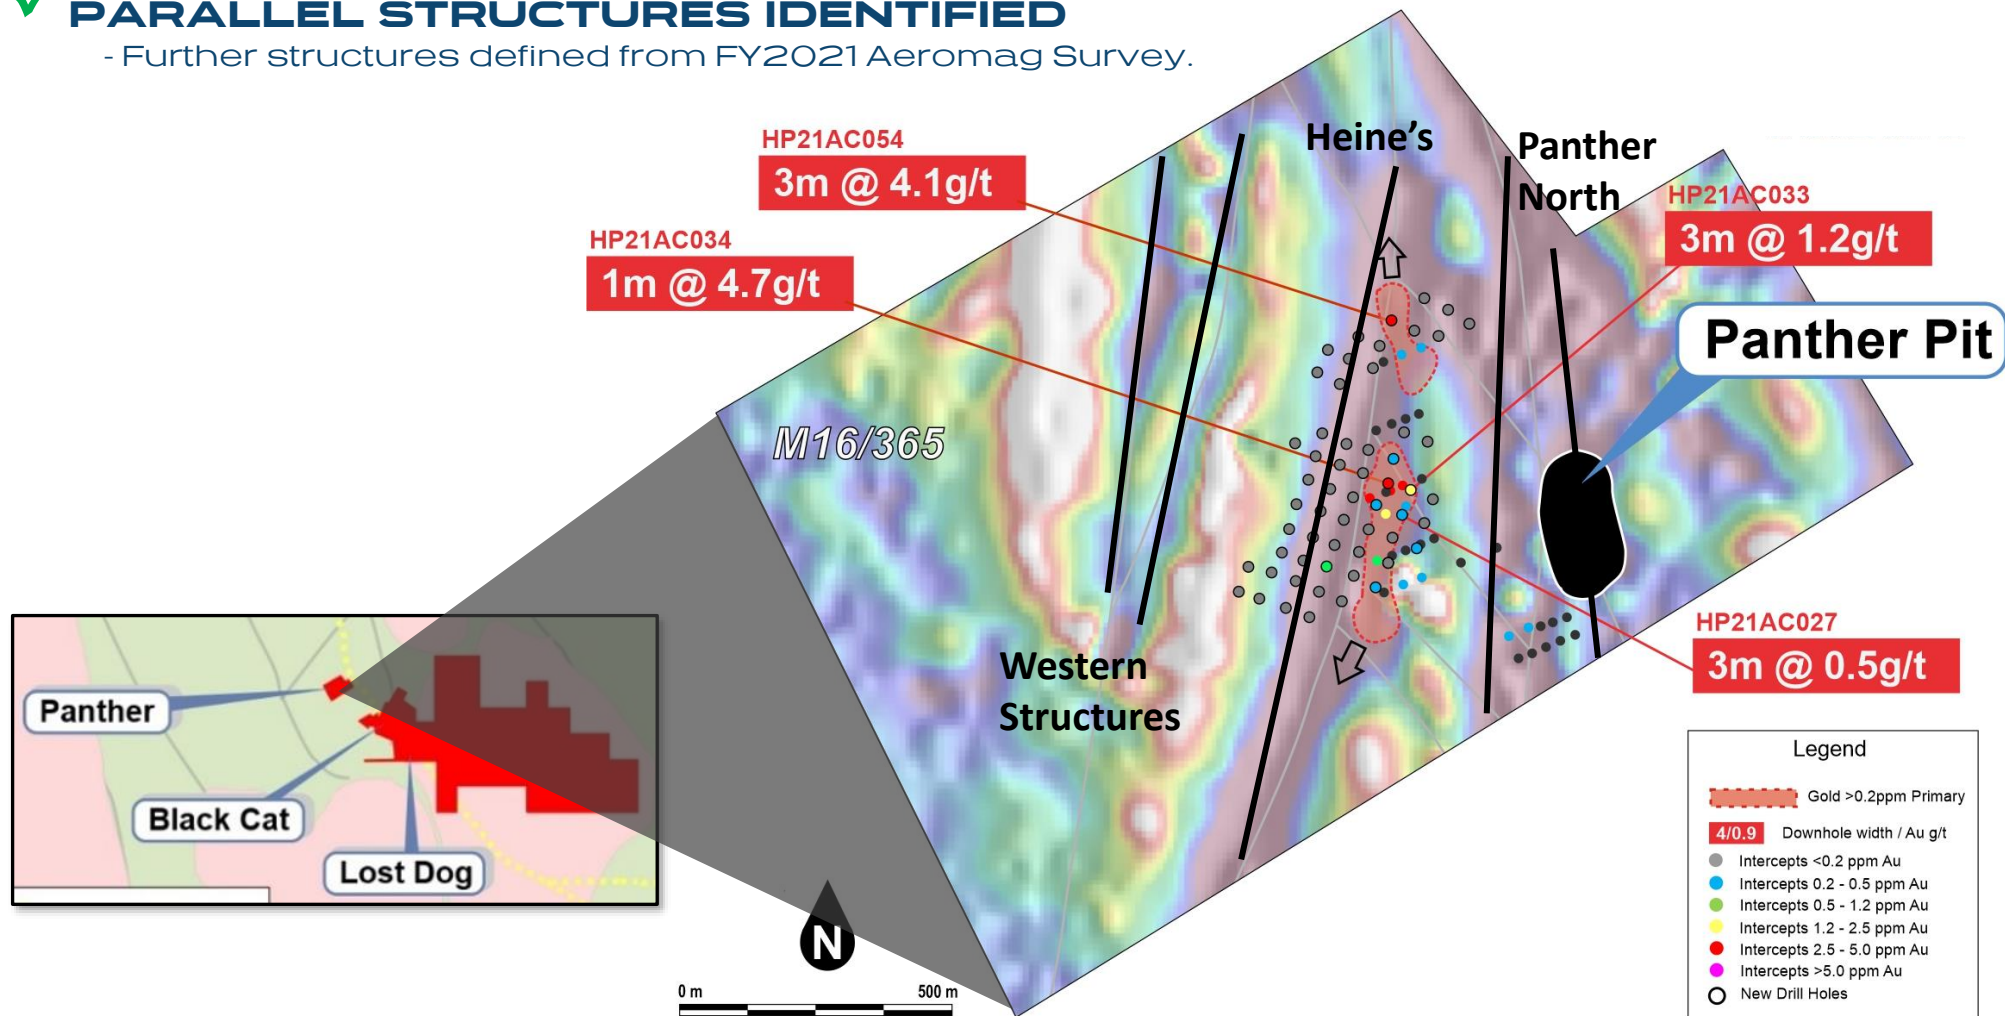 PARALLEL STRUCTURES IDENTIFIED
- Further structures defined from FY2021 Aeromag Survey.
HP21AC054
3m @ 4.1g/t
HP21AC034
1m @ 4.7g/t
Heine's
Panther
North
HP21AC033
3m @ 1.2g/t
Panther Pit
M16/365
HP21AC027
3m @ 0.5g/t
Western
Structures
Panther
Black Cat
Lost Dog
N
0 m
500 m
Legend
Gold >0.2ppm Primary
4/0.9 Downhole width / Au g/t
Intercepts <0.2 ppm Au
Intercepts 0.2 - 0.5 ppm Au
Intercepts 0.5 - 1.2 ppm Au
Intercepts 1.2 - 2.5 ppm Au
Intercepts 2.5 - 5.0 ppm Au
Intercepts >5.0 ppm Au
New Drill Holes